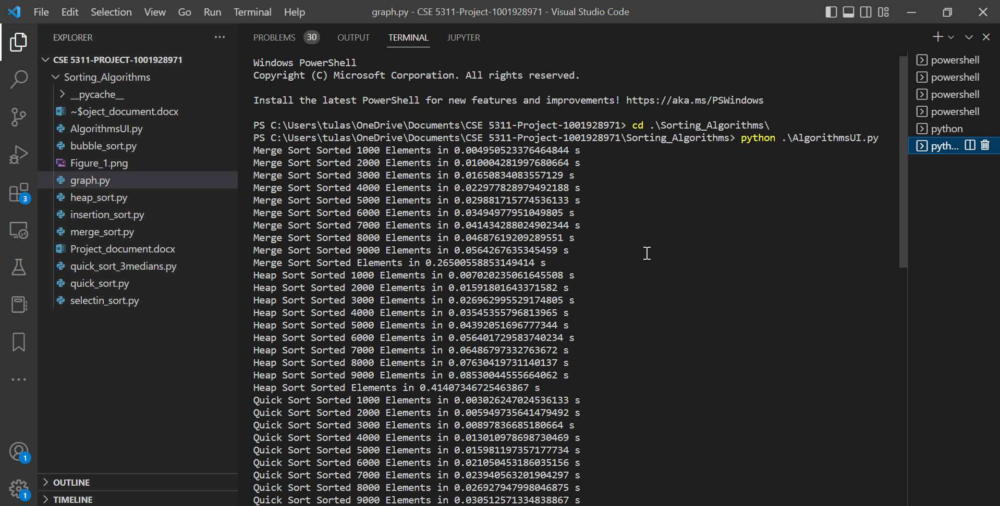 File Edit Selection View Go Run Terminal Help
graph.py - CSE 5311-Project-1001928971 - Visual Studio Code
EXPLORER
CSE 5311-PROJECT-1001928971
Sorting_Algorithms
__pycache__
~$oject_document.docx
AlgorithmsUI.py
bubble_sort.py
Figure_1.png
graph.py
heap_sort.py
insertion_sort.py
merge_sort.py
Project_document.docx
quick_sort_3medians.py
quick_sort.py
selectin_sort.py
OUTLINE
TIMELINE
3
1
1
PROBLEMS 30 OUTPUT TERMINAL JUPYTER
Windows PowerShell
Copyright (C) Microsoft Corporation. All rights reserved.
Install the latest PowerShell for new features and improvements! https://aka.ms/PSWindows
PS C:\Users\tulas\OneDrive\Documents\CSE 5311-Project-1001928971> cd .\Sorting_Algorithms\
PS C:\Users\tulas\OneDrive\Documents\CSE 5311-Project-1001928971\Sorting_Algorithms> python .\AlgorithmsUI.py
Merge Sort Sorted 1000 Elements in 0.004950523376464844 s
Merge Sort Sorted 2000 Elements in 0.010004281997680664 s
Merge Sort Sorted 3000 Elements in 0.01650834083557129 s
Merge Sort Sorted 4000 Elements in 0.022977828979492188 s
Merge Sort Sorted 5000 Elements in 0.029881715774536133 s
Merge Sort Sorted 6000 Elements in 0.03494977951049805 s
Merge Sort Sorted 7000 Elements in 0.041434288024902344 s
Merge Sort Sorted 8000 Elements in 0.04687619209289551 s
Merge Sort Sorted 9000 Elements in 0.0564267635345459 s
Merge Sort Sorted Elements in 0.26500558853149414 s
Heap Sort Sorted 1000 Elements in 0.007020235061645508 s
Heap Sort Sorted 2000 Elements in 0.01591801643371582 s
Heap Sort Sorted 3000 Elements in 0.026962995529174805 s
Heap Sort Sorted 4000 Elements in 0.03545355796813965 s
Heap Sort Sorted 5000 Elements in 0.04392051696777344 s
Heap Sort Sorted 6000 Elements in 0.056401729583740234 s
Heap Sort Sorted 7000 Elements in 0.06486797332763672 s
Heap Sort Sorted 8000 Elements in 0.07630419731140137 s
Heap Sort Sorted 9000 Elements in 0.08530044555664062 s
Heap Sort Sorted Elements in 0.41407346725463867 s
Quick Sort Sorted 1000 Elements in 0.003026247024536133 s
Quick Sort Sorted 2000 Elements in 0.005949735641479492 s
Quick Sort Sorted 3000 Elements in 0.00897836685180664 s
Quick Sort Sorted 4000 Elements in 0.013010978698730469 s
Quick Sort Sorted 5000 Elements in 0.015981197357177734 s
Quick Sort Sorted 6000 Elements in 0.021050453186035156 s
Quick Sort Sorted 7000 Elements in 0.023940563201904297 s
Quick Sort Sorted 8000 Elements in 0.026927947998046875 s
Quick Sort Sorted 9000 Elements in 0.030512571334838867 s
powershell
powershell
powershell
powershell
python
pyth...